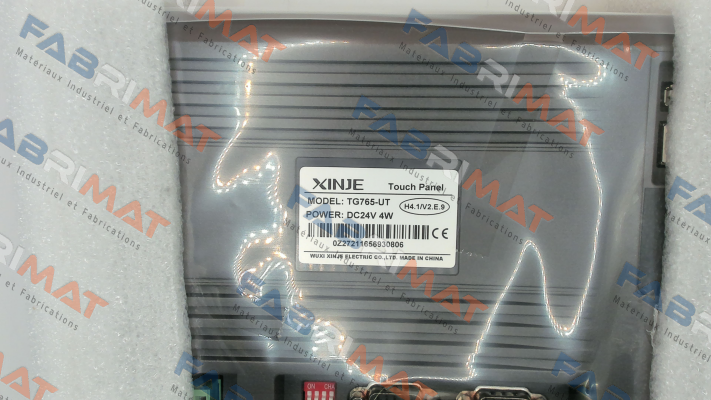 XINJE Touch Panel
MODEL: TG765-UT
H4.1/V2.E.9
POWER: DC24V 4W
0Z27211656930806
CE
WUXI XINJE ELECTRIC CO.,LTD. MADE IN CHINA
FABRIMAT
Materiaux Industriel et Fabrications